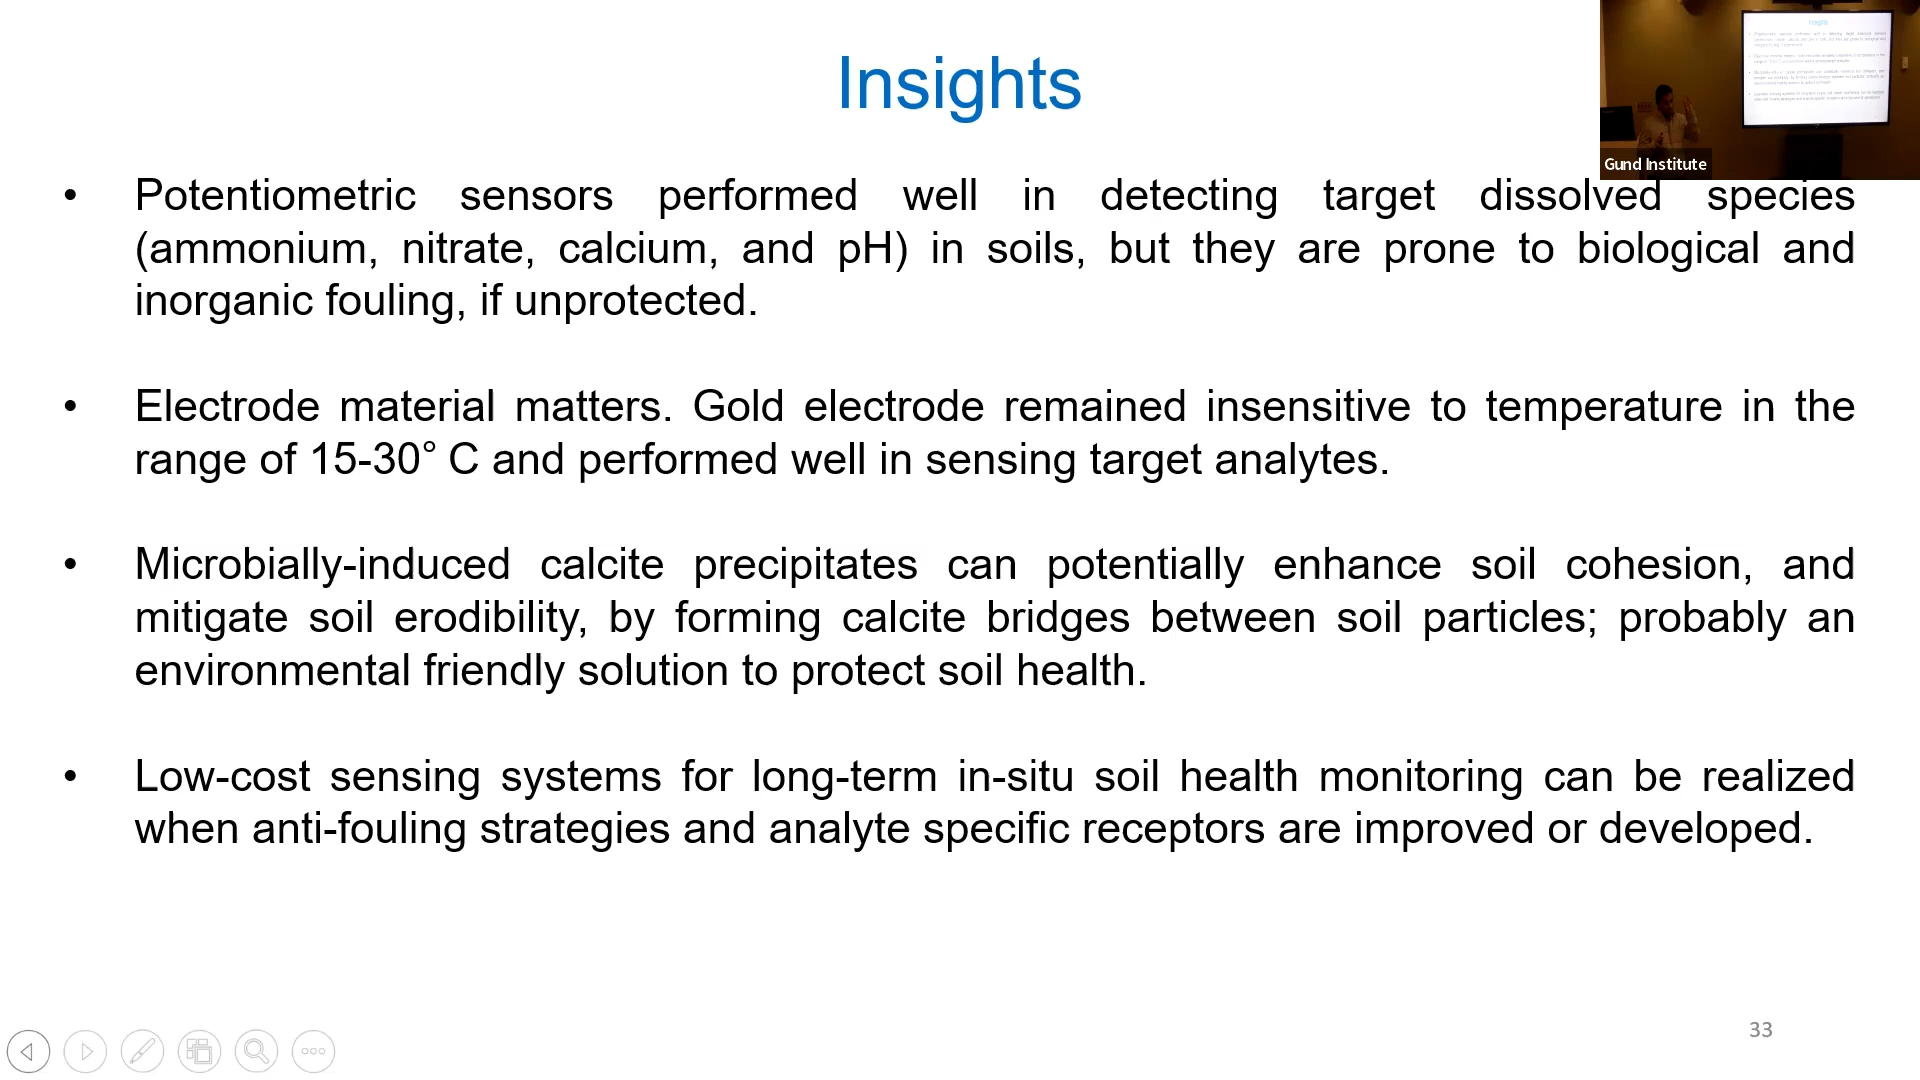 Insights
Gund Institute
• Potentiometric sensors performed well in detecting target dissolved species
(ammonium, nitrate, calcium, and pH) in soils, but they are prone to biological and
inorganic fouling, if unprotected.
• Electrode material matters. Gold electrode remained insensitive to temperature in the
range of 15-30° C and performed well in sensing target analytes.
• Microbially-induced calcite precipitates can potentially enhance soil cohesion, and
mitigate soil erodibility, by forming calcite bridges between soil particles; probably an
environmental friendly solution to protect soil health.
• Low-cost sensing systems for long-term in-situ soil health monitoring can be realized
when anti-fouling strategies and analyte specific receptors are improved or developed.
33